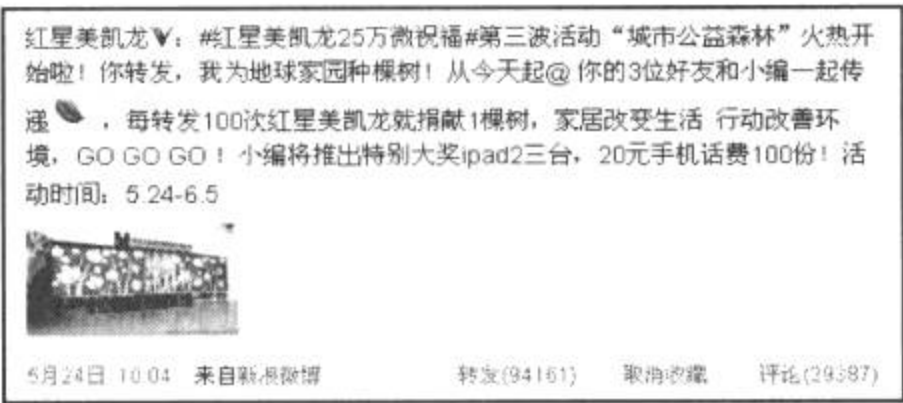 红星美凯龙V：#红星美凯龙25万微祝福#第三波活动“城市公益森林”火热开
始啦！你转发，我为地球家园种棵树！从今天起@你的3位好友和小编一起传
递 ，每转发100次红星美凯龙就捐献1棵树，家居改变生活 行动改善环
境，GO GO GO！小编将推出特别大奖ipad2三台，20元手机话费100份！活
动时间：5.24-6.5
5月24日 10:04 来自新浪微博 转发(94161) 取消收藏 评论(29387)